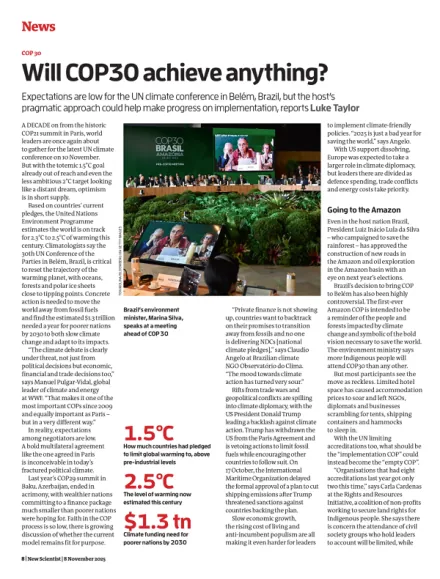 News
COP 30
Will COP30 achieve anything?
Expectations are low for the UN climate conference in Belém, Brazil, but the host's
pragmatic approach could help make progress on implementation, reports Luke Taylor
A DECADE on from the historic
COP21 summit in Paris, world
leaders are once again about
to gather for the latest UN climate
conference on 10 November.
But with the totemic 1.5°C goal
already out of reach and even the
less ambitious 2°C target looking
like a distant dream, optimism
is in short supply.
Based on countries' current
pledges, the United Nations
Environment Programme
estimates the world is on track
for 2.3°C to 2.5°C of warming this
century. Climatologists say the
30th UN Conference of the
Parties in Belém, Brazil, is critical
to reset the trajectory of the
warming planet, with oceans,
forests and polar ice sheets
close to tipping points. Concrete
action is needed to move the
world away from fossil fuels
and find the estimated $1.3 trillion
needed a year for poorer nations
by 2030 to both slow climate
change and adapt to its impacts.
"The climate debate is clearly
under threat, not just from
political decisions but economic,
financial and trade decisions too,"
says Manuel Pulgar-Vidal, global
leader of climate and energy
at WWF. "That makes it one of the
most important COPs since 2009
and equally important as Paris –
but in a very different way."
In reality, expectations
among negotiators are low.
A bold multilateral agreement
like the one agreed in Paris
is inconceivable in today's
fractured political climate.
Last year's COP29 summit in
Baku, Azerbaijan, ended in
acrimony, with wealthier nations
committing to a finance package
much smaller than poorer nations
were hoping for. Faith in the COP
process is so low, there is growing
discussion of whether the current
model remains fit for purpose.
COP30
BRASIL
AMAZÔNIA
Brazil's environment
minister, Marina Silva,
speaks at a meeting
ahead of COP 30
1.5°C
How much countries had pledged
to limit global warming to, above
pre-industrial levels
2.5°C
The level of warming now
estimated this century
$1.3 tn
Climate funding need for
poorer nations by 2030
"Private finance is not showing
up, countries want to backtrack
on their promises to transition
away from fossils and no one
is delivering NDCs [national
climate pledges]," says Claudio
Angelo at Brazilian climate
NGO Observatório do Clima.
"The mood towards climate
action has turned very sour."
Rifts from trade wars and
geopolitical conflicts are spilling
into climate diplomacy, with the
US President Donald Trump
leading a backlash against climate
action. Trump has withdrawn the
US from the Paris Agreement and
is vetoing actions to limit fossil
fuels while encouraging other
countries to follow suit. On
17 October, the International
Maritime Organization delayed
the formal approval of a plan to cut
shipping emissions after Trump
threatened sanctions against
countries backing the plan.
Slow economic growth,
the rising cost of living and
anti-incumbent populism are all
making it even harder for leaders
to implement climate-friendly
policies. "2025 is just a bad year for
saving the world," says Angelo.
With US support dissolving,
Europe was expected to take a
larger role in climate diplomacy,
but leaders there are divided as
defence spending, trade conflicts
and energy costs take priority.
Going to the Amazon
Even in the host nation Brazil,
President Luiz Inácio Lula da Silva
– who campaigned to save the
rainforest – has approved the
construction of new roads in
the Amazon and oil exploration
in the Amazon basin with an
eye on next year's elections.
Brazil's decision to bring COP
to Belém has also been highly
controversial. The first-ever
Amazon COP is intended to be
a reminder of the people and
forests impacted by climate
change and symbolic of the bold
vision necessary to save the world.
The environment ministry says
more Indigenous people will
attend COP30 than any other.
But most participants see the
move as reckless. Limited hotel
space has caused accommodation
prices to soar and left NGOs,
diplomats and businesses
scrambling for tents, shipping
containers and hammocks
to sleep in.
With the UN limiting
accreditations too, what should be
the "implementation COP" could
instead become the "empty COP".
"Organisations that had eight
accreditations last year got only
two this time," says Carla Cardenas
at the Rights and Resources
Initiative, a coalition of non-profits
working to secure land rights for
Indigenous people. She says there
is concern the attendance of civil
society groups who hold leaders
to account will be limited, while
8 | New Scientist | 8 November 2025